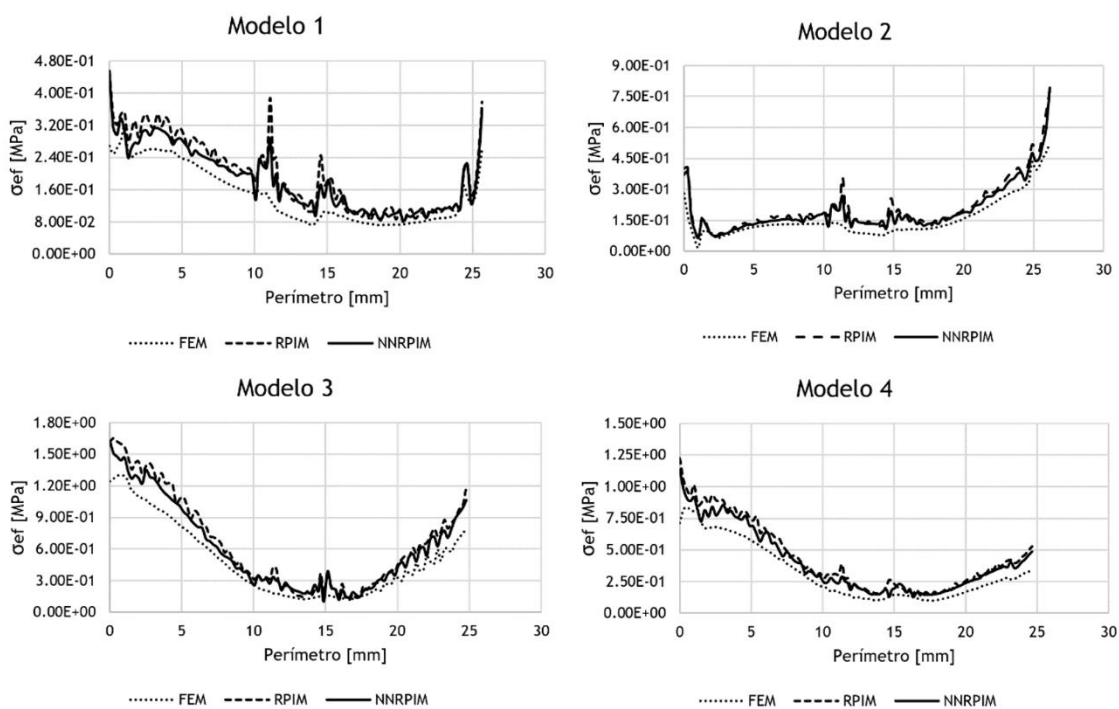 Modelo 1
4.80E-01
4.00E-01
3.20E-01
2.40E-01
1.60E-01
8.00E-02
0.00E+00
σef [MPa]
0 5 10 15 20 25 30
Perímetro [mm]
FEM RPIM NNRPIM
Modelo 2
9.00E-01
7.50E-01
6.00E-01
4.50E-01
3.00E-01
1.50E-01
0.00E+00
σef [MPa]
0 5 10 15 20 25 30
Perímetro [mm]
FEM RPIM NNRPIM
Modelo 3
1.80E+00
1.50E+00
1.20E+00
9.00E-01
6.00E-01
3.00E-01
0.00E+00
σef [MPa]
0 5 10 15 20 25 30
Perímetro [mm]
FEM RPIM NNRPIM
Modelo 4
1.50E+00
1.25E+00
1.00E+00
7.50E-01
5.00E-01
2.50E-01
0.00E+00
σef [MPa]
0 5 10 15 20 25 30
Perímetro [mm]
FEM RPIM NNRPIM